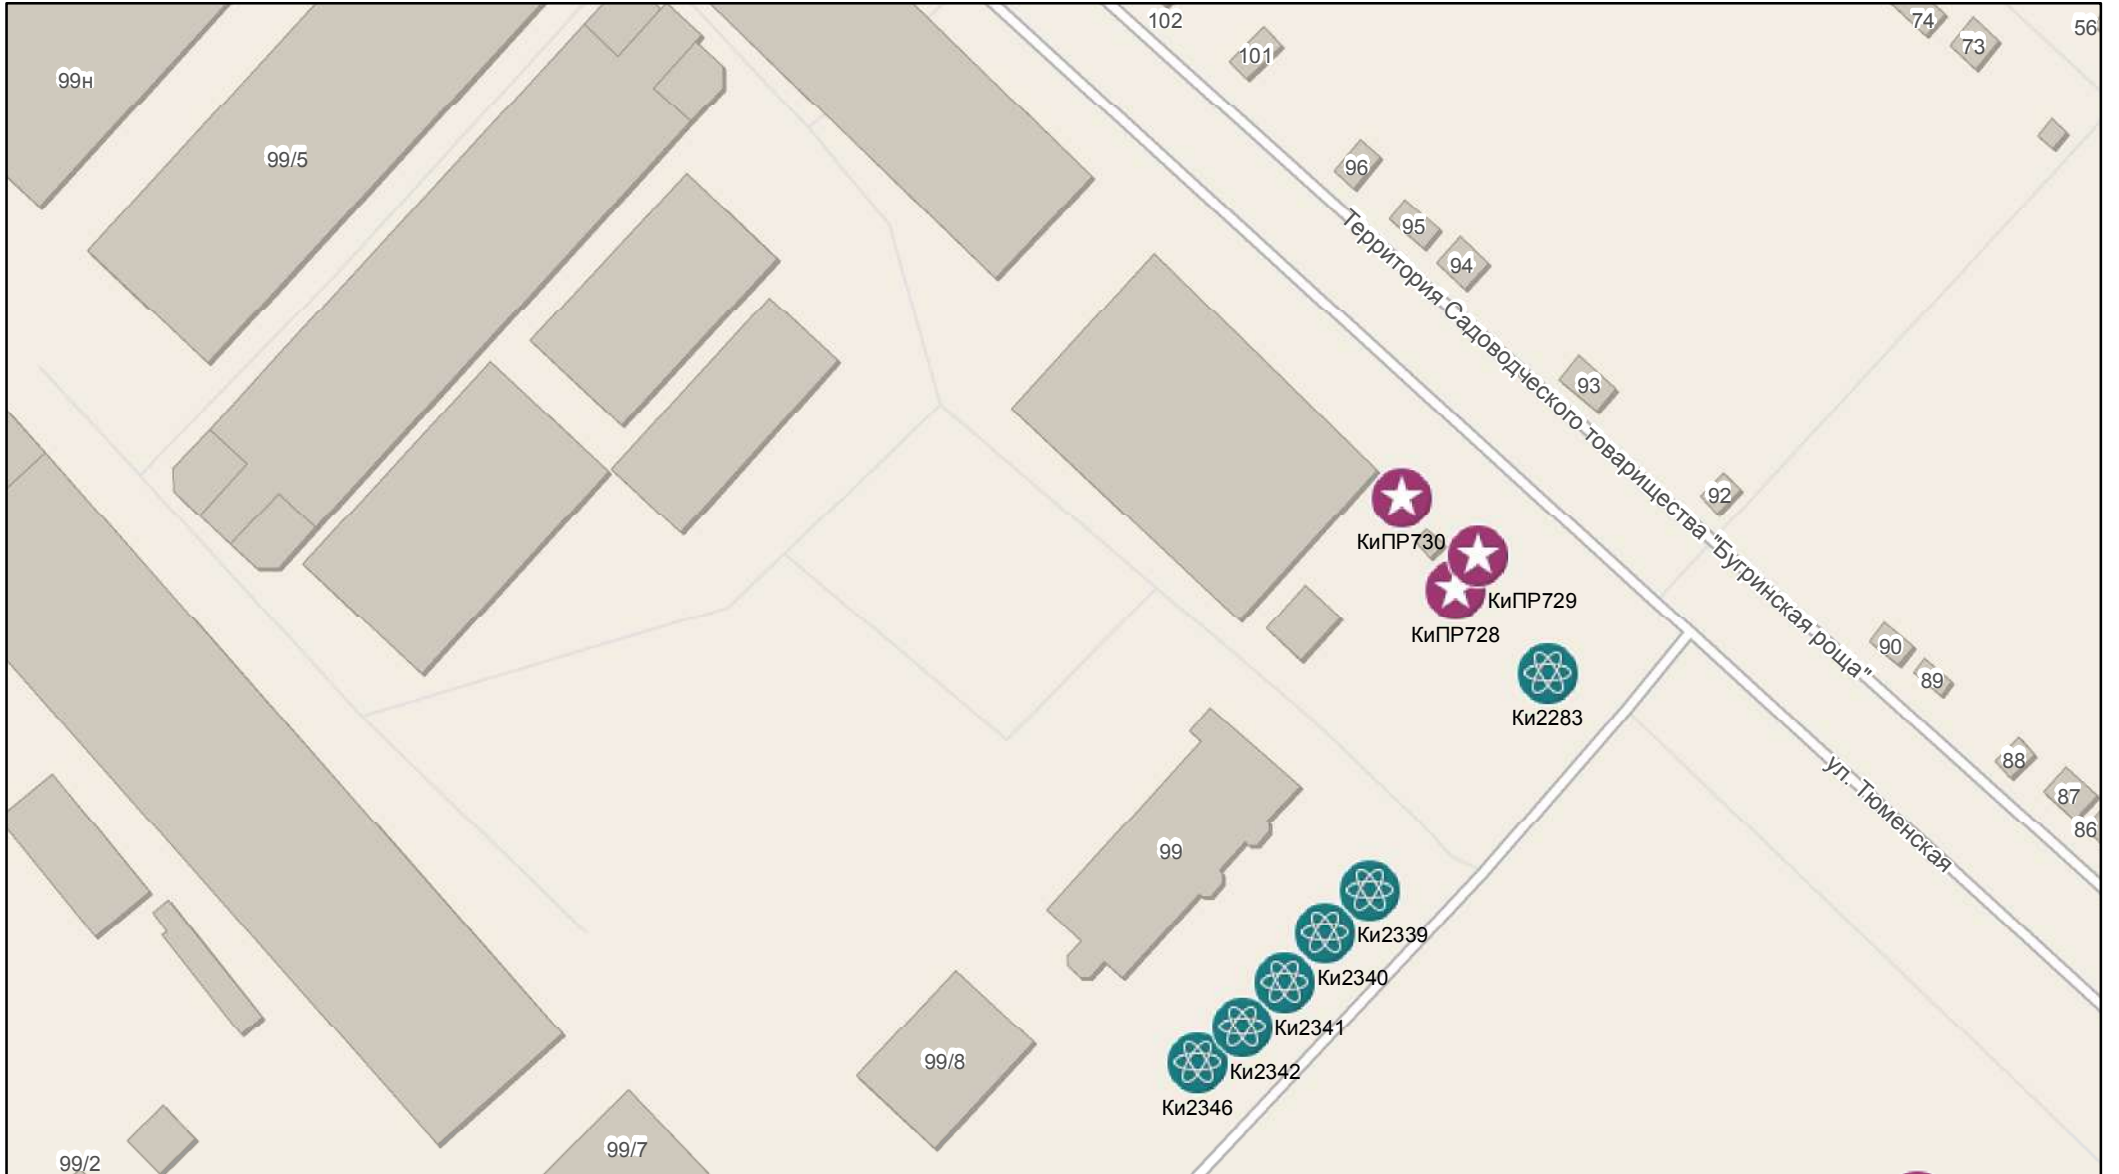 102
74
56
101
73
99н
99/5
96
95
94
Территория Садоводческого товарищества "Бугринская роща"
93
92
КиПР730
КиПР729
КиПР728
90
89
Ки2283
88
87
86
ул. Тюменская
99
Ки2339
Ки2340
Ки2341
Ки2342
Ки2346
99/8
99/7
99/2